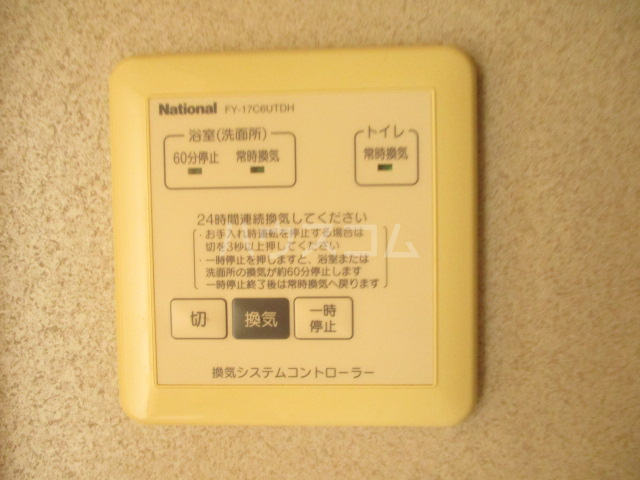 National FY-17C6UTDH
浴室(洗面所)
トイレ
60分停止 常時換気
常時換気
24時間連続換気してください
・お手入れ時運転を停止する場合は
切を3秒以上押してください
・一時停止を押しますと、浴室または
洗面所の換気が約60分停止します
一時停止終了後は常時換気へ戻ります
切
換気
一時
停止
換気システムコントローラー